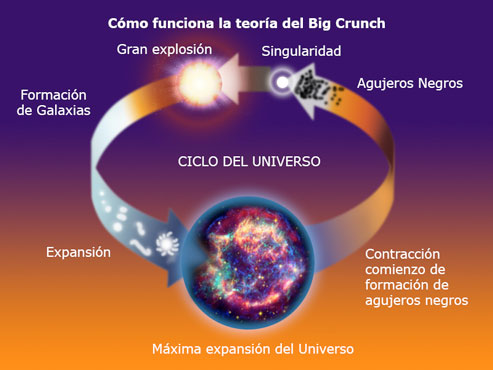 Cómo funciona la teoría del Big Crunch
Gran explosión
Singularidad
Agujeros Negros
Formación
de Galaxias
CICLO DEL UNIVERSO
Expansión
Contracción
comienzo de
formación de
agujeros negros
Máxima expansión del Universo